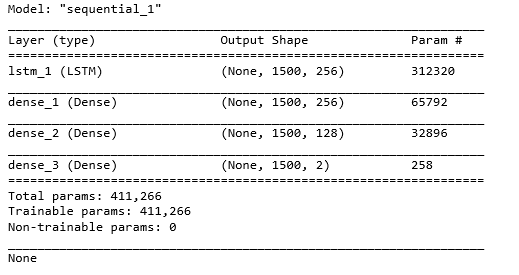 Model: "sequential_1"
Layer (type) Output Shape Param #
lstm_1 (LSTM) (None, 1500, 256) 312320
dense_1 (Dense) (None, 1500, 256) 65792
dense_2 (Dense) (None, 1500, 128) 32896
dense_3 (Dense) (None, 1500, 2) 258
Total params: 411,266
Trainable params: 411,266
Non-trainable params: 0
None